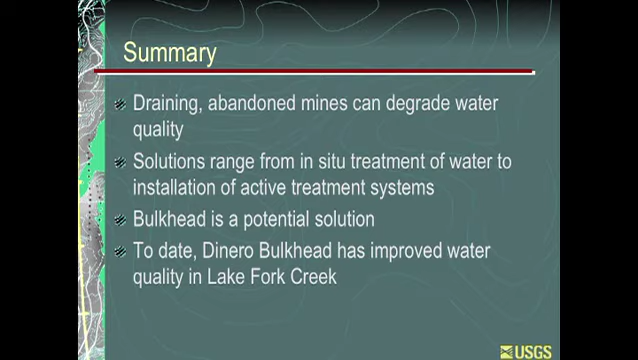 Summary
Draining, abandoned mines can degrade water
quality
Solutions range from in situ treatment of water to
installation of active treatment systems
Bulkhead is a potential solution
To date, Dinero Bulkhead has improved water
quality in Lake Fork Creek
USGS